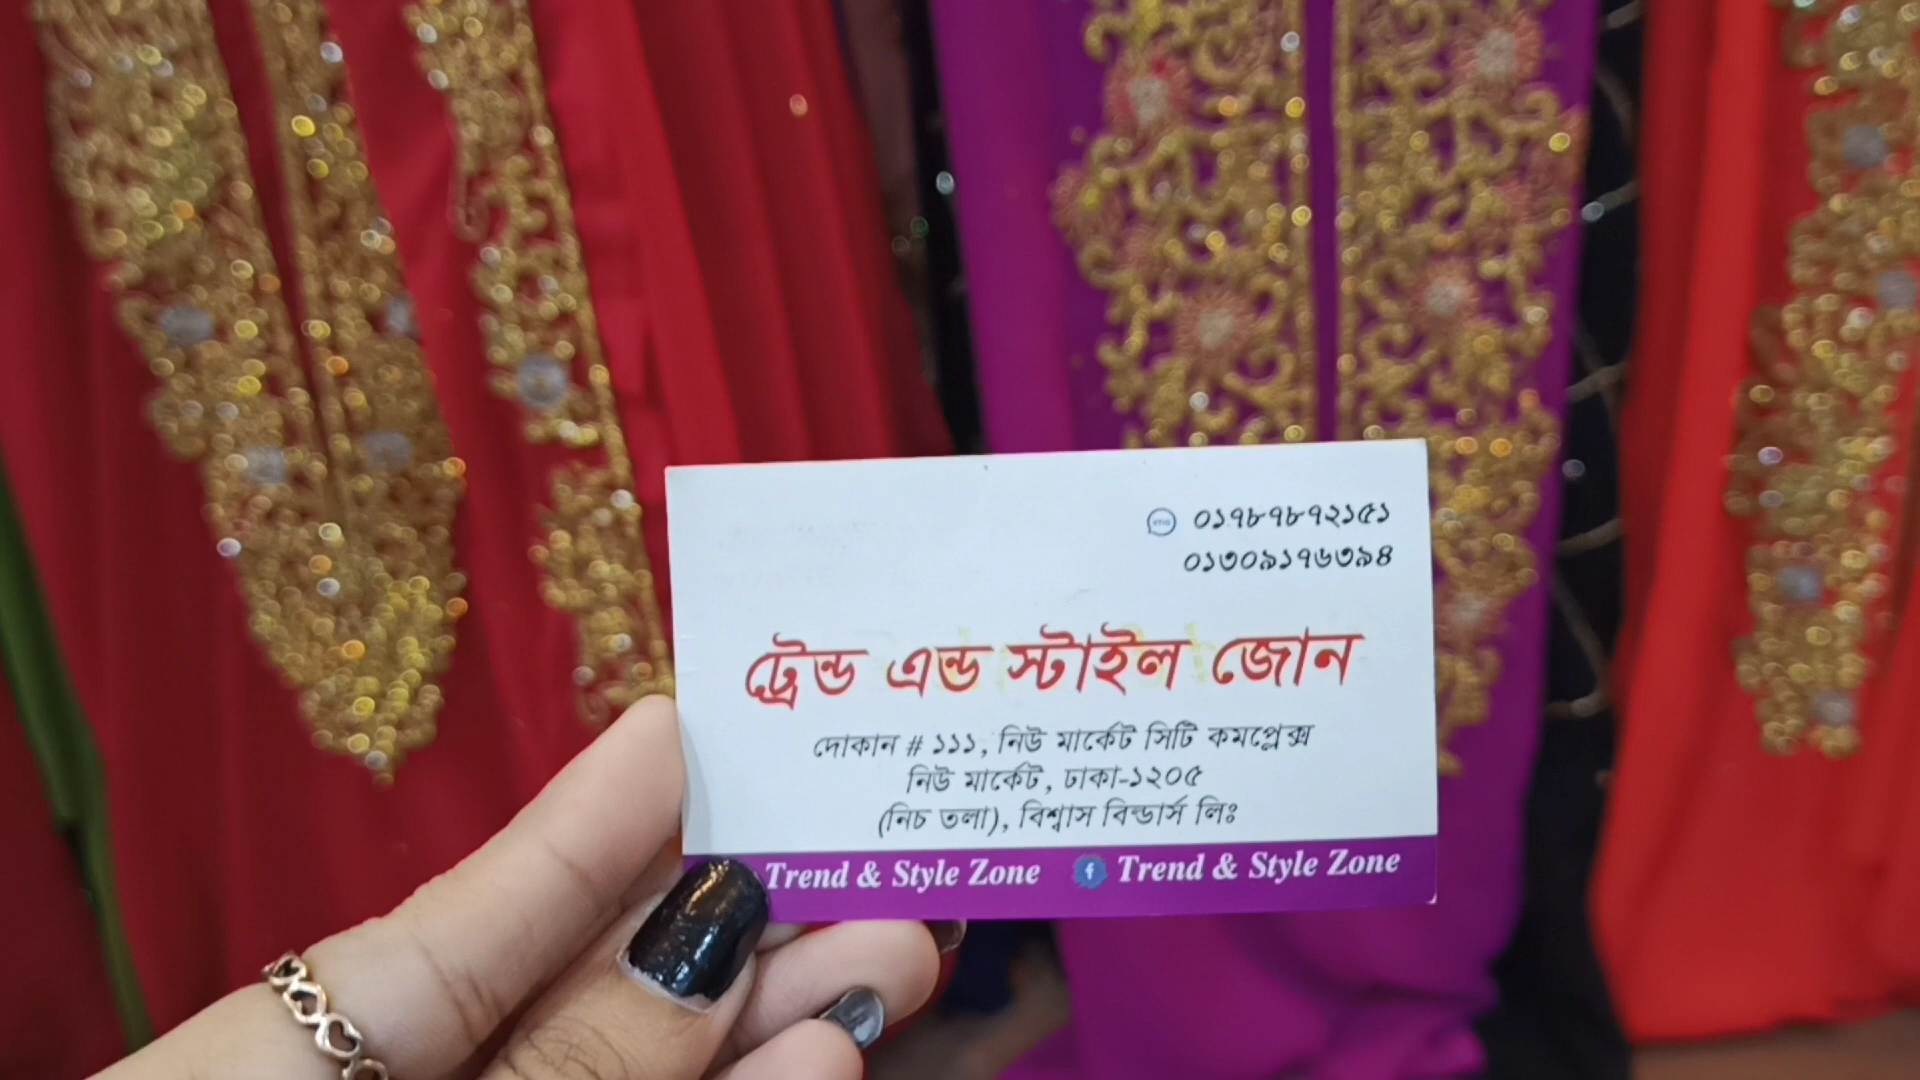 ০১৭৮৭৮৭২১৫১
০১৩০৯১৭৬৩৯৪
ট্রেন্ড এন্ড স্টাইল জোন
দোকান # ১১১, নিউ মার্কেট সিটি কমপ্লেক্স
নিউ মার্কেট, ঢাকা-১২০৫
(নিচ তলা), বিশ্বাস বিল্ডার্স লিঃ
Trend & Style Zone Trend & Style Zone